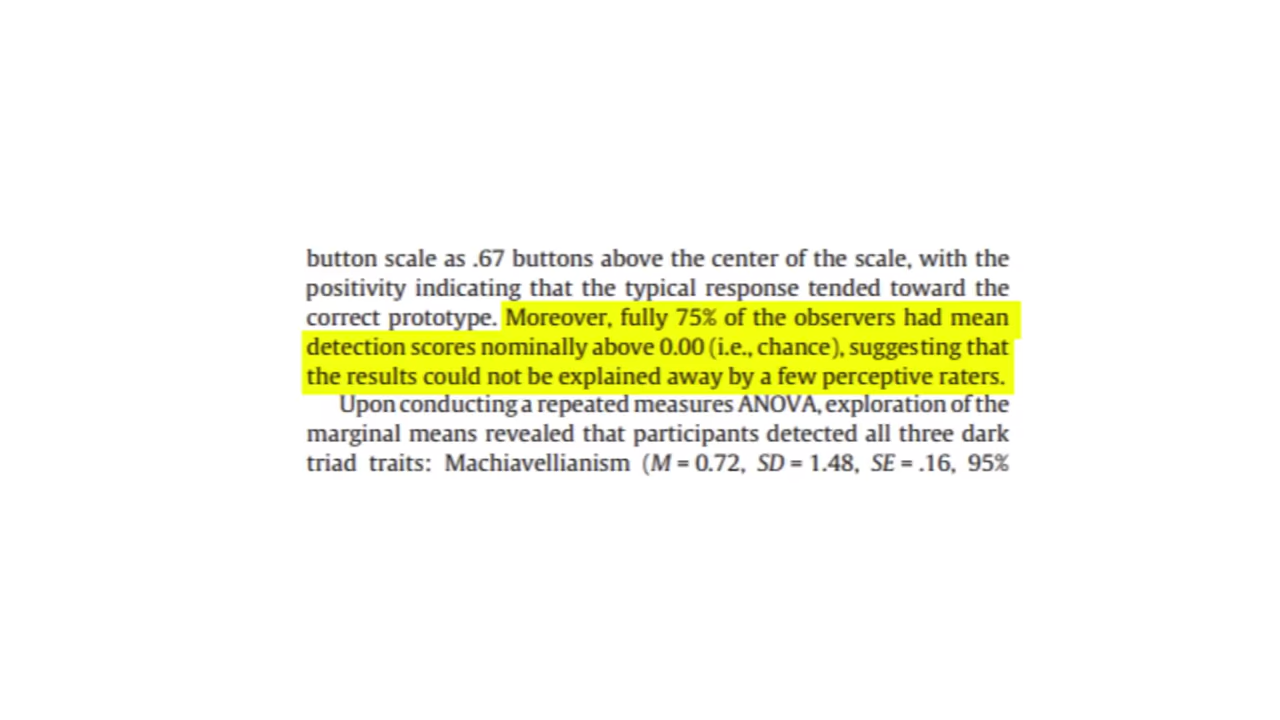 button scale as .67 buttons above the center of the scale, with the
positivity indicating that the typical response tended toward the
correct prototype. Moreover, fully 75% of the observers had mean
detection scores nominally above 0.00 (i.e., chance), suggesting that
the results could not be explained away by a few perceptive raters.
Upon conducting a repeated measures ANOVA, exploration of the
marginal means revealed that participants detected all three dark
triad traits: Machiavellianism (M = 0.72, SD = 1.48, SE = .16, 95%